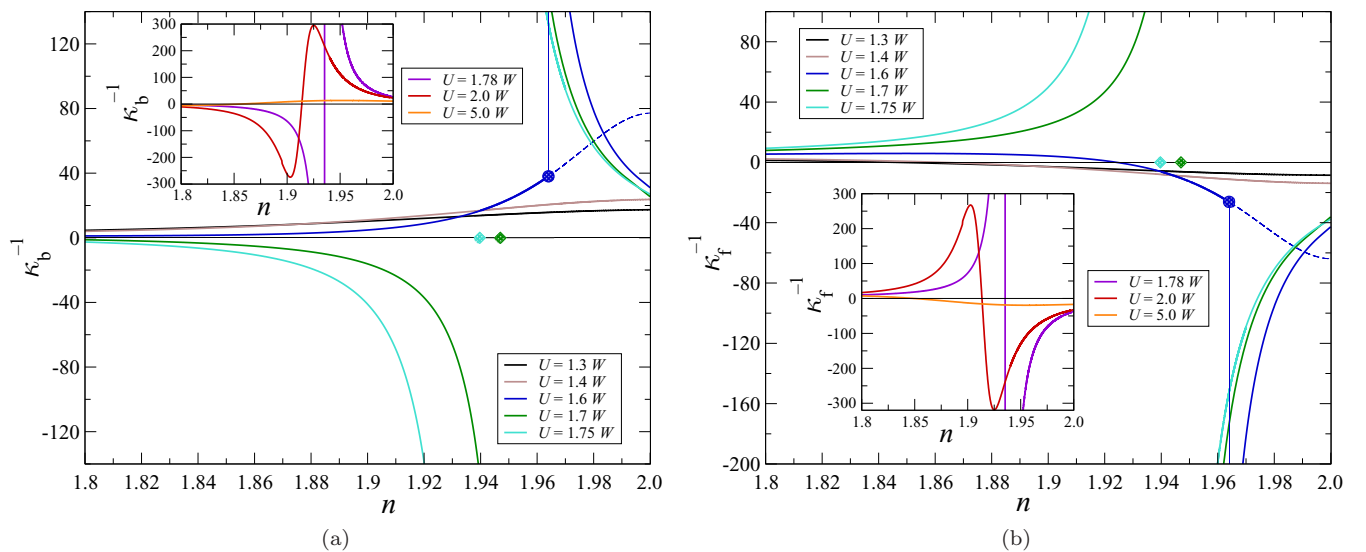 120
80
40
0
-40
-80
-120
κ_b^{-1}
1.8 1.82 1.84 1.86 1.88 1.9 1.92 1.94 1.96 1.98 2.0
n
300
200
100
0
-100
-200
-300
κ_b^{-1}
1.8 1.85 1.9 1.95 2.0
n
U = 1.78 W
U = 2.0 W
U = 5.0 W
U = 1.3 W
U = 1.4 W
U = 1.6 W
U = 1.7 W
U = 1.75 W
(a)
80
40
0
-40
-80
-120
-160
-200
κ_f^{-1}
1.8 1.82 1.84 1.86 1.88 1.9 1.92 1.94 1.96 1.98 2.0
n
U = 1.3 W
U = 1.4 W
U = 1.6 W
U = 1.7 W
U = 1.75 W
300
200
100
0
-100
-200
-300
κ_f^{-1}
1.8 1.85 1.9 1.95 2.0
n
U = 1.78 W
U = 2.0 W
U = 5.0 W
(b)